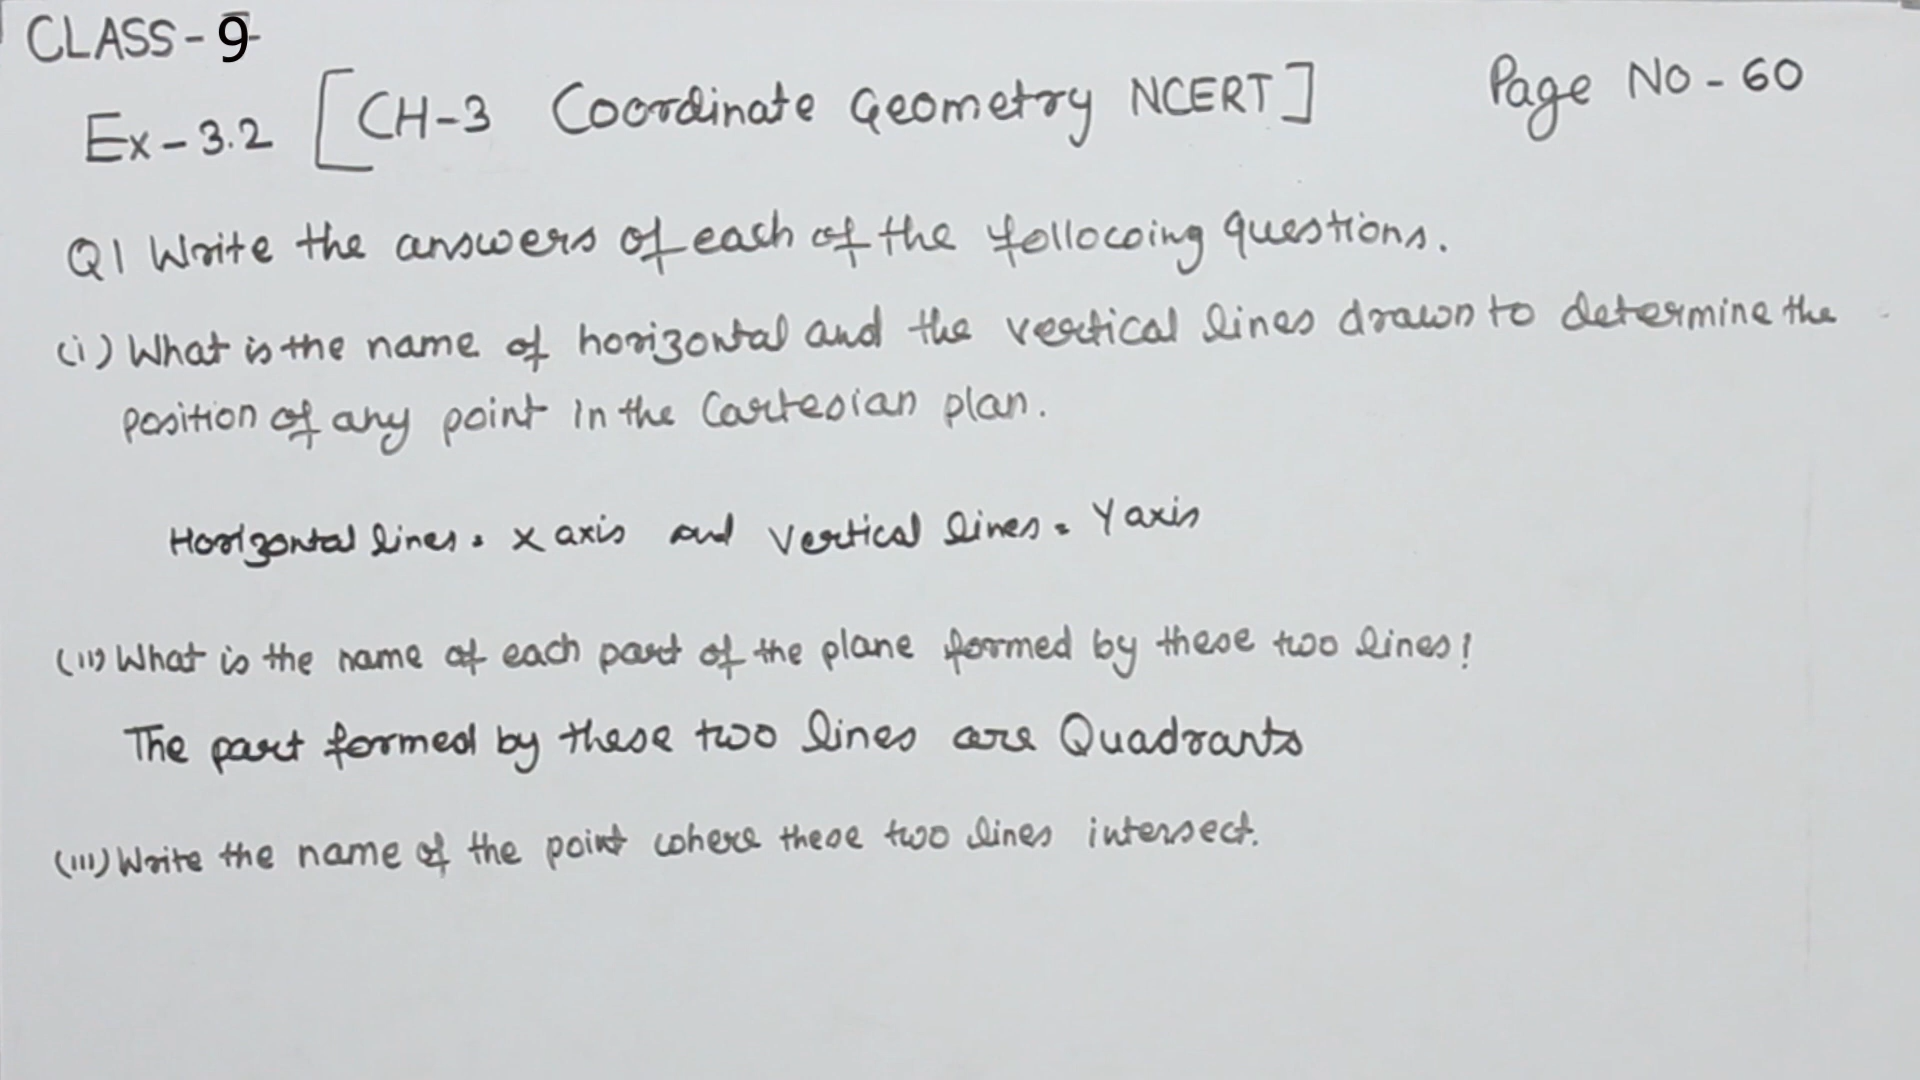 CLASS - 9
Ex - 3.2 [CH-3 Coordinate Geometry NCERT] Page No - 60
Q1 Write the answers of each of the following questions.
(i) What is the name of horizontal and the vertical lines drawn to determine the
position of any point in the Cartesian plan.
Horizontal lines = x axis and vertical lines = Y axis
(ii) What is the name of each part of the plane formed by these two lines!
The part formed by these two lines are Quadrants
(iii) Write the name of the point where these two lines intersect.